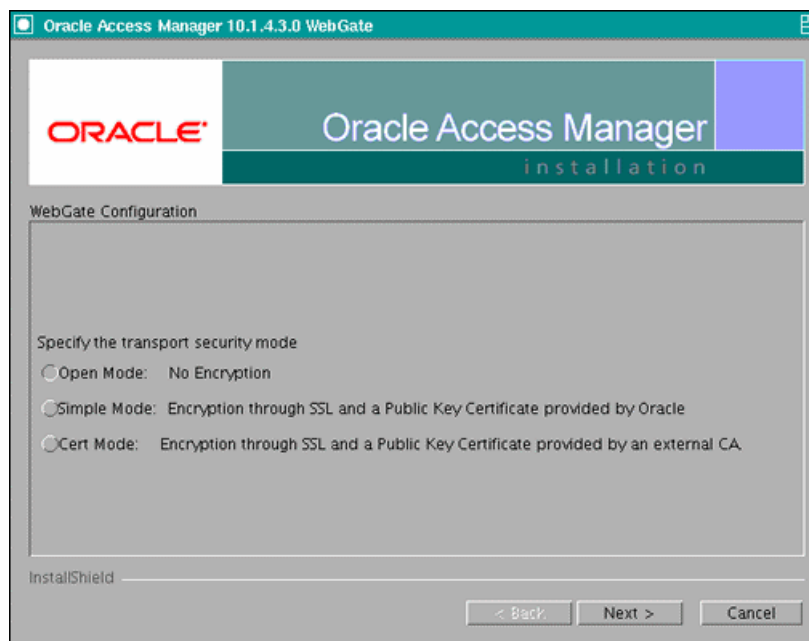 Oracle Access Manager 10.1.4.3.0 WebGate
ORACLE
Oracle Access Manager
installation
WebGate Configuration
Specify the transport security mode
Open Mode: No Encryption
Simple Mode: Encryption through SSL and a Public Key Certificate provided by Oracle
Cert Mode: Encryption through SSL and a Public Key Certificate provided by an external CA.
InstallShield
< Back
Next >
Cancel